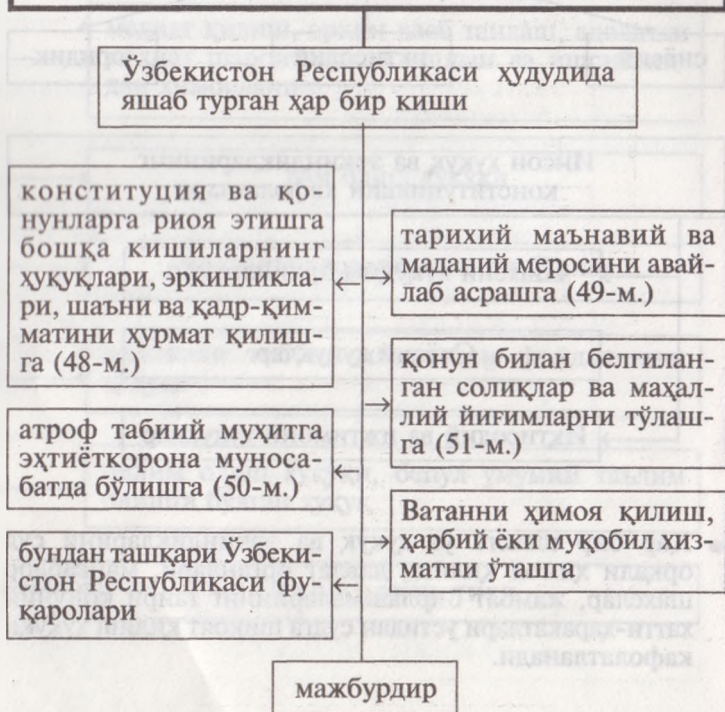 Ўзбекистон Республикаси ҳудудида
яшаб турган ҳар бир киши
конституция ва қо-
нунларга риоя этишга
бошқа кишиларнинг
ҳуқуқлари, эркинликла-
ри, шаъни ва қадр-қим-
матини ҳурмат қилиш-
га (48-м.)
тарихий маънавий ва
маданий меросини авай-
лаб асрашга (49-м.)
қонун билан белгилан-
ган солиқлар ва маҳал-
лий йиғимларни тўлаш-
га (51-м.)
атроф табиий муҳитга
эҳтиёткорона муноса-
батда бўлишга (50-м.)
Ватанни ҳимоя қилиш,
ҳарбий ёки муқобил хиз-
матни ўташга
бундан ташқари Ўзбеки-
стон Республикаси фу-
қаролари
мажбурдир